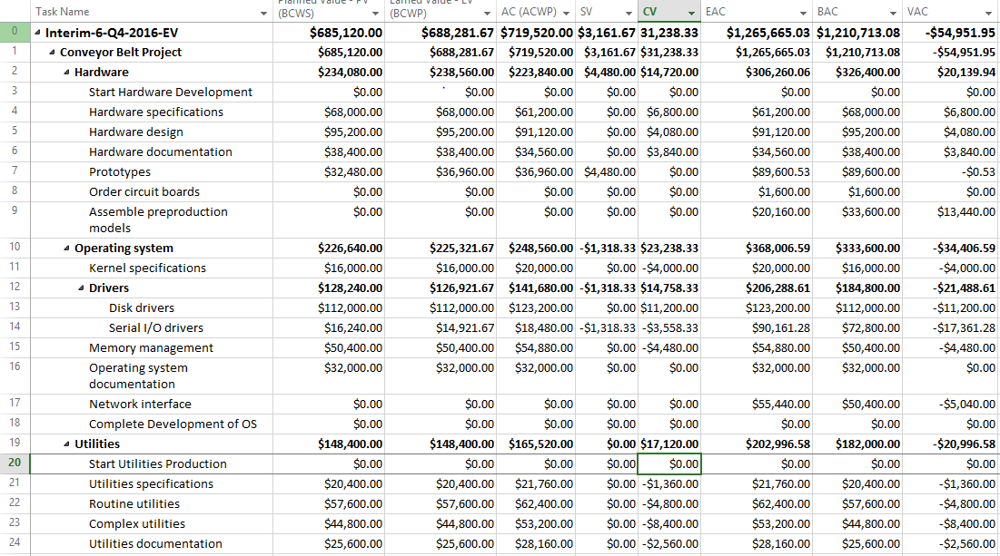 Task Name Planned Value - PV (BCWS) Earned Value - EV (BCWP) AC (ACWP) SV CV EAC BAC VAC
0 Interim-6-Q4-2016-EV $685,120.00 $688,281.67 $719,520.00 $3,161.67 31,238.33 $1,265,665.03 $1,210,713.08 -$54,951.95
1 Conveyor Belt Project $685,120.00 $688,281.67 $719,520.00 $3,161.67 $31,238.33 $1,265,665.03 $1,210,713.08 -$54,951.95
2 Hardware $234,080.00 $238,560.00 $223,840.00 $4,480.00 $14,720.00 $306,260.06 $326,400.00 $20,139.94
3 Start Hardware Development $0.00 $0.00 $0.00 $0.00 $0.00 $0.00 $0.00 $0.00
4 Hardware specifications $68,000.00 $68,000.00 $61,200.00 $0.00 $6,800.00 $61,200.00 $68,000.00 $6,800.00
5 Hardware design $95,200.00 $95,200.00 $91,120.00 $0.00 $4,080.00 $91,120.00 $95,200.00 $4,080.00
6 Hardware documentation $38,400.00 $38,400.00 $34,560.00 $0.00 $3,840.00 $34,560.00 $38,400.00 $3,840.00
7 Prototypes $32,480.00 $36,960.00 $36,960.00 $4,480.00 $0.00 $89,600.53 $89,600.00 -$0.53
8 Order circuit boards $0.00 $0.00 $0.00 $0.00 $0.00 $1,600.00 $1,600.00 $0.00
9 Assemble preproduction models $0.00 $0.00 $0.00 $0.00 $0.00 $20,160.00 $33,600.00 $13,440.00
10 Operating system $226,640.00 $225,321.67 $248,560.00 -$1,318.33 $23,238.33 $368,006.59 $333,600.00 -$34,406.59
11 Kernel specifications $16,000.00 $16,000.00 $20,000.00 $0.00 -$4,000.00 $20,000.00 $16,000.00 -$4,000.00
12 Drivers $128,240.00 $126,921.67 $141,680.00 -$1,318.33 $14,758.33 $206,288.61 $184,800.00 -$21,488.61
13 Disk drivers $112,000.00 $112,000.00 $123,200.00 $0.00 $11,200.00 $123,200.00 $112,000.00 -$11,200.00
14 Serial I/O drivers $16,240.00 $14,921.67 $18,480.00 -$1,318.33 -$3,558.33 $90,161.28 $72,800.00 -$17,361.28
15 Memory management $50,400.00 $50,400.00 $54,880.00 $0.00 -$4,480.00 $54,880.00 $50,400.00 -$4,480.00
16 Operating system documentation $32,000.00 $32,000.00 $32,000.00 $0.00 $0.00 $32,000.00 $32,000.00 $0.00
17 Network interface $0.00 $0.00 $0.00 $0.00 $0.00 $55,440.00 $50,400.00 -$5,040.00
18 Complete Development of OS $0.00 $0.00 $0.00 $0.00 $0.00 $0.00 $0.00 $0.00
19 Utilities $148,400.00 $148,400.00 $165,520.00 $0.00 $17,120.00 $202,996.58 $182,000.00 -$20,996.58
20 Start Utilities Production $0.00 $0.00 $0.00 $0.00 $0.00 $0.00 $0.00 $0.00
21 Utilities specifications $20,400.00 $20,400.00 $21,760.00 $0.00 -$1,360.00 $21,760.00 $20,400.00 -$1,360.00
22 Routine utilities $57,600.00 $57,600.00 $62,400.00 $0.00 -$4,800.00 $62,400.00 $57,600.00 -$4,800.00
23 Complex utilities $44,800.00 $44,800.00 $53,200.00 $0.00 -$8,400.00 $53,200.00 $44,800.00 -$8,400.00
24 Utilities documentation $25,600.00 $25,600.00 $28,160.00 $0.00 -$2,560.00 $28,160.00 $25,600.00 -$2,560.00